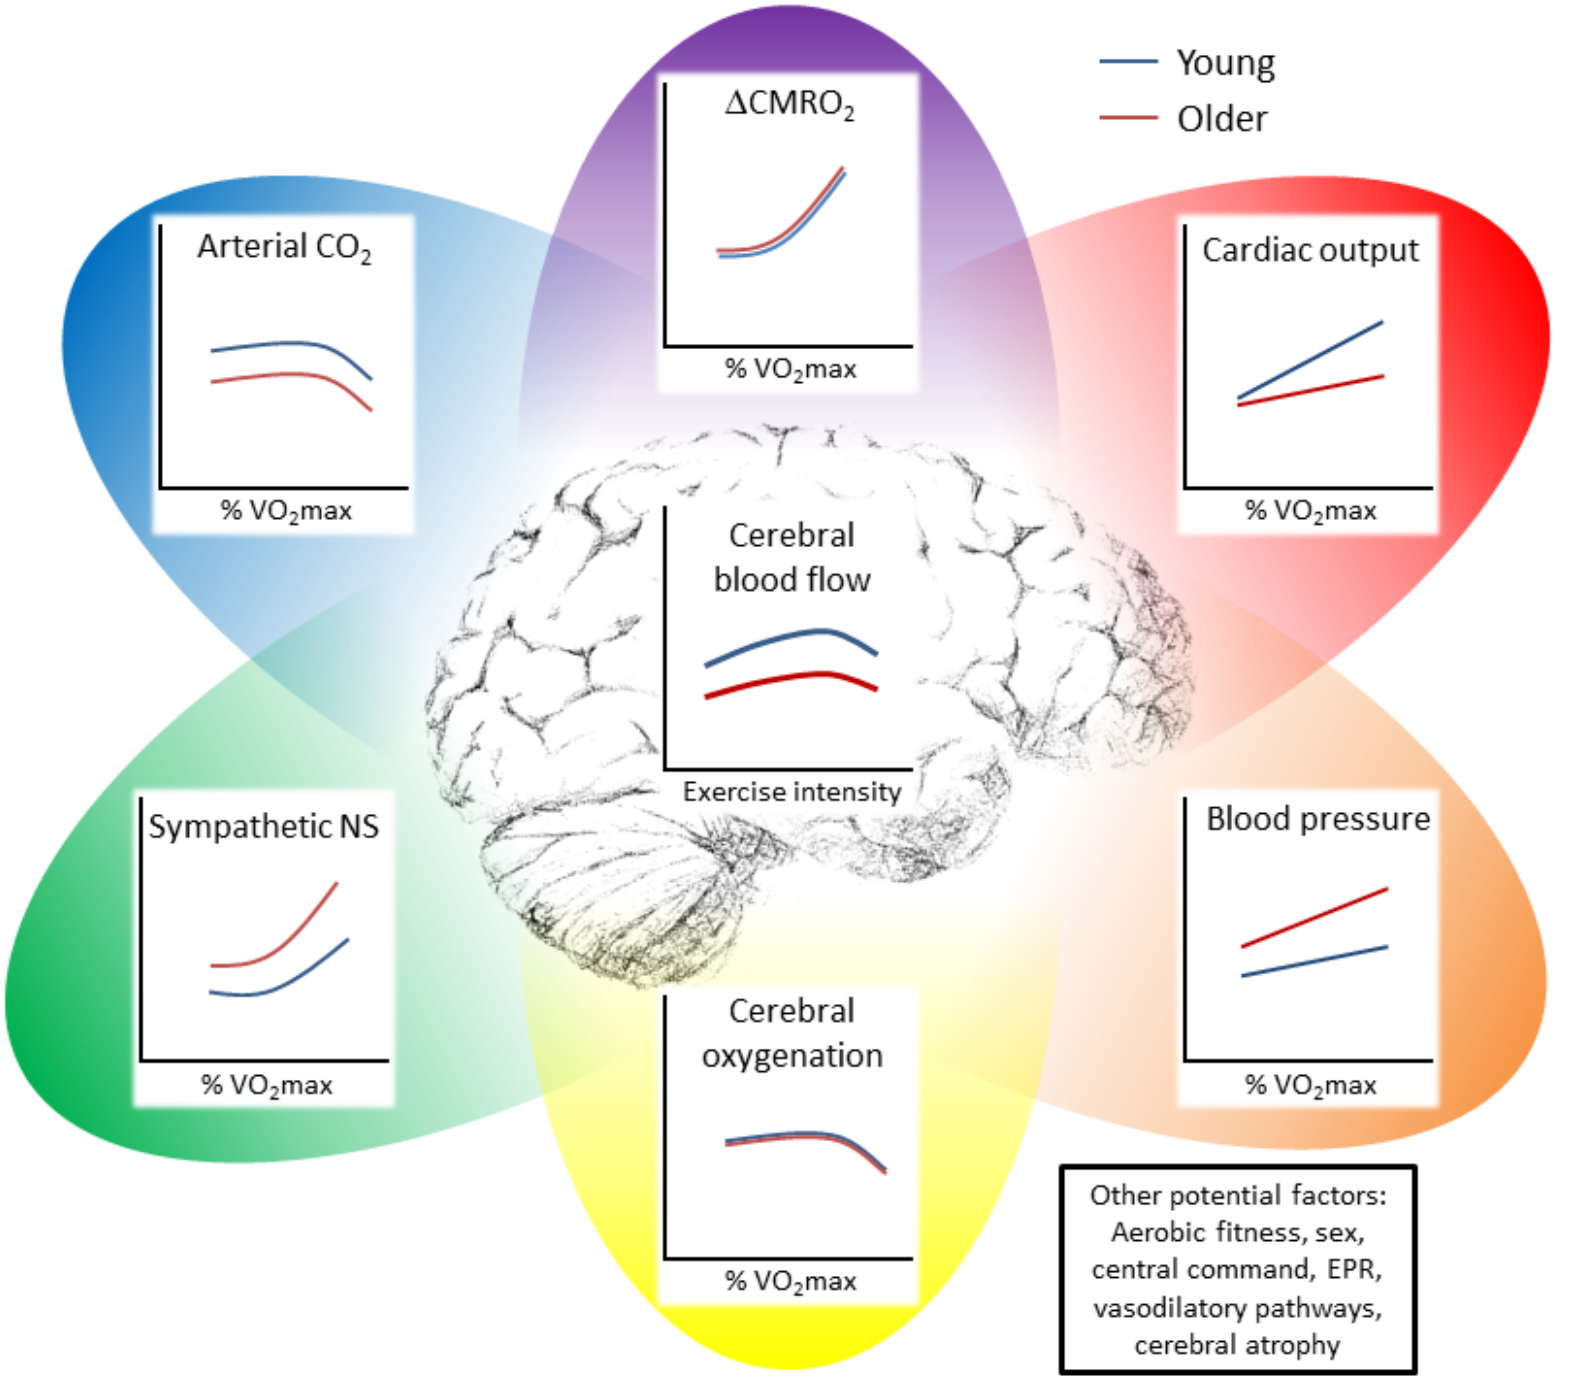 Young
Older
ΔCMRO₂
% VO₂max
Arterial CO₂
% VO₂max
Cardiac output
% VO₂max
Cerebral
blood flow
Exercise intensity
Sympathetic NS
% VO₂max
Blood pressure
% VO₂max
Cerebral
oxygenation
% VO₂max
Other potential factors:
Aerobic fitness, sex,
central command, EPR,
vasodilatory pathways,
cerebral atrophy